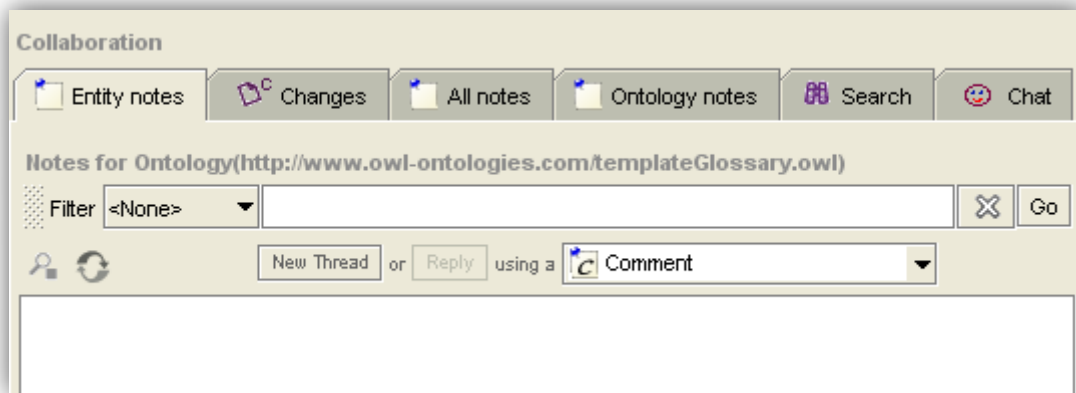 Collaboration
Entity notes Changes All notes Ontology notes Search Chat
Notes for Ontology(http://www.owl-ontologies.com/templateGlossary.owl)
Filter <None> Go
New Thread or Reply using a C Comment